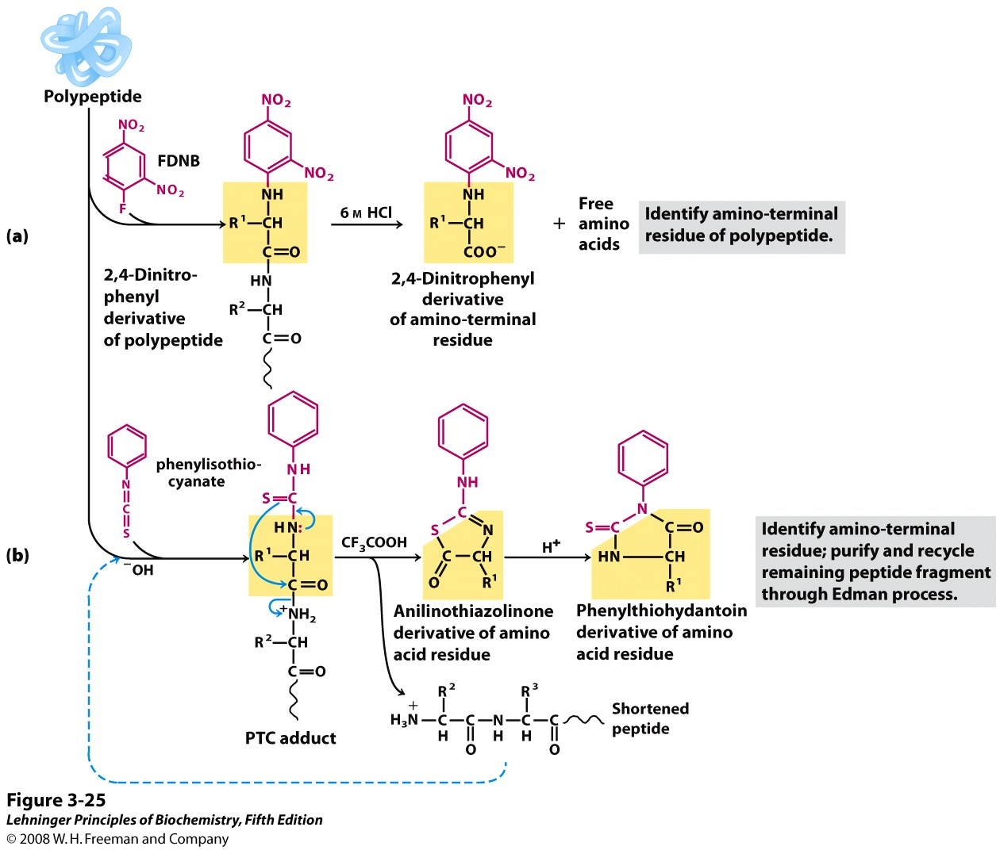 Polypeptide
NO₂
FDNB
NO₂
F
(a)
NO₂
NO₂
NH
R¹—CH
C=O
HN
R²—CH
C=O
2,4-Dinitro-
phenyl
derivative
of polypeptide
6 M HCl
NO₂
NO₂
NH
R¹—CH
COO⁻
2,4-Dinitrophenyl
derivative
of amino-terminal
residue
+
Free
amino
acids
Identify amino-terminal
residue of polypeptide.
(b)
phenylisothio-
cyanate
N
C
S
⁻OH
NH
S=C
HN:
R¹—CH
C=O
⁺NH₂
R²—CH
C=O
PTC adduct
CF₃COOH
NH
C
S
N
C—CH
O
R¹
Anilinothiazolinone
derivative of amino
acid residue
H⁺
N
S=C
C=O
HN
CH
R¹
Phenylthiohydantoin
derivative of amino
acid residue
Identify amino-terminal
residue; purify and recycle
remaining peptide fragment
through Edman process.
R²
R³
+
H₃N—C—C—N—C—C
H
O
H
H
O
Shortened
peptide
Figure 3-25
Lehninger Principles of Biochemistry, Fifth Edition
© 2008 W. H. Freeman and Company